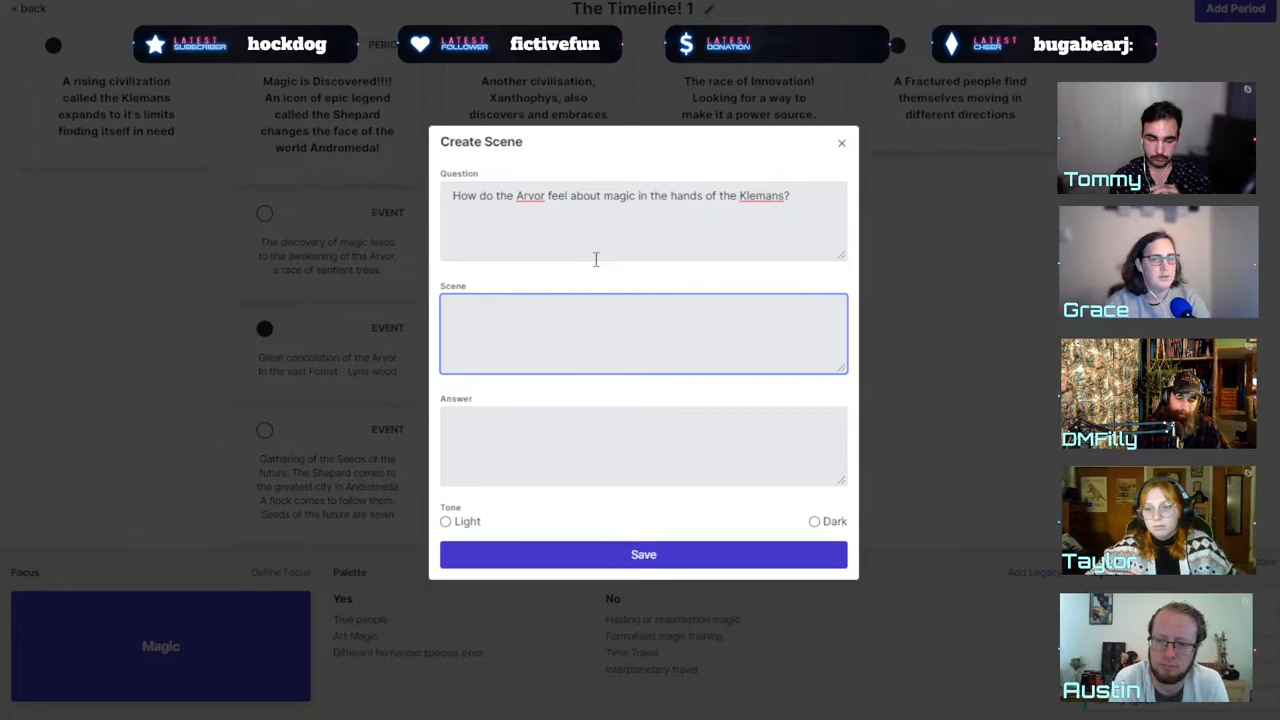 back
The Timeline! 1
Add Period
LATEST SUBSCRIBER
hockdog
LATEST FOLLOWER
fictivefun
LATEST DONATION
LATEST CHEER
bugabearj:
A rising civilization
called the Klemans
expands to it's limits
finding itself in need
Magic is Discovered!!!!
An icon of epic legend
called the Shepard
changes the face of the
world Andromeda!
Another civilisation,
Xanthophys, also
discovers and embraces
The race of Innovation!
Looking for a way to
make it a power source.
A Fractured people find
themselves moving in
different directions
EVENT
The discovery of magic leads
to the awakening of the Arvor,
a race of sentient trees.
EVENT
Great concolation of the Arvor
In the vast Forest - Lyris wood
EVENT
Gathering of the Seeds of the
future. The Shepard comes to
the greatest city in Andromeda
A flock comes to follow them.
Seeds of the future are sewn
Create Scene
Question
How do the Arvor feel about magic in the hands of the Klemans?
Scene
Answer
Tone
Light
Dark
Save
Focus
Define Focus
Magic
Palette
Yes
Tree people
Art Magic
Different humanoid species exist
No
Healing or resurrection magic
Formalised magic training
Time Travel
Interplanetary travel
Add Legacy
Tommy
Grace
DMFilly
Taylor
Austin